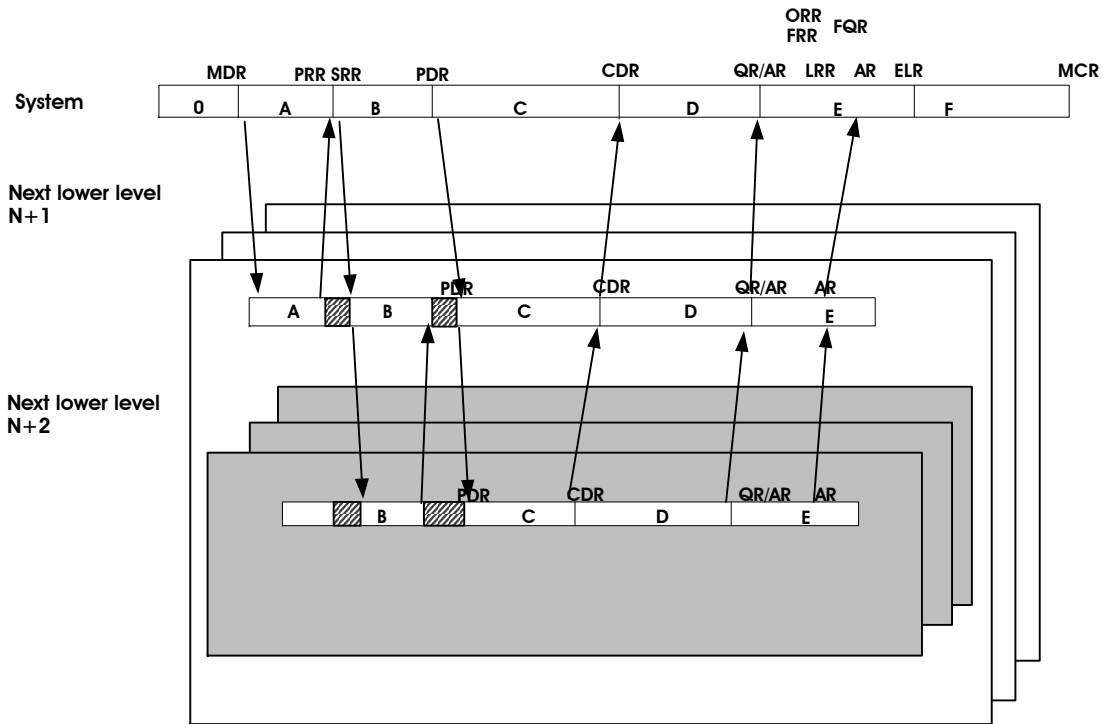 ORR
FRR FQR
MDR PRR SRR PDR CDR QR/AR LRR AR ELR MCR
System 0 A B C D E F
Next lower level
N+1
PDR CDR QR/AR AR
A B C D E
Next lower level
N+2
PDR CDR QR/AR AR
B C D E